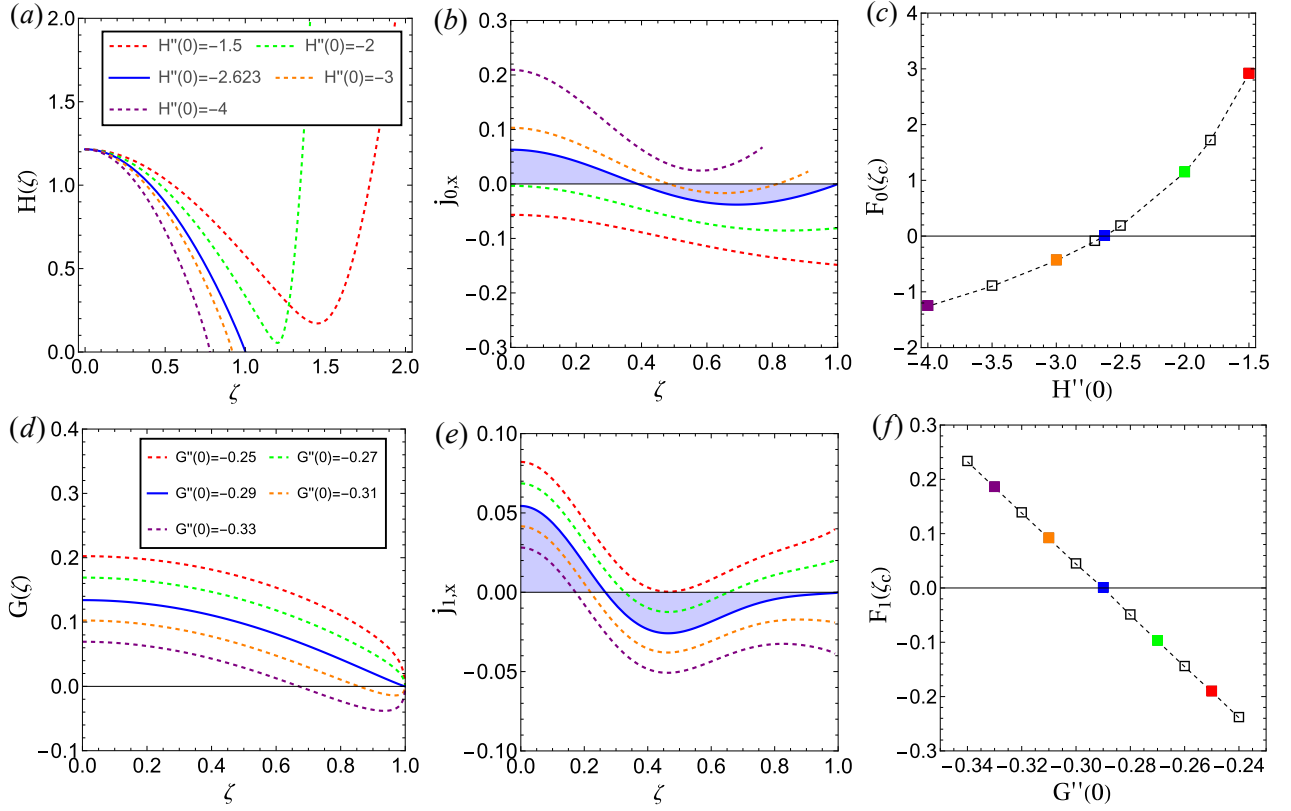 (a)
H''(0)=−1.5
H''(0)=−2
H''(0)=−2.623
H''(0)=−3
H''(0)=−4
H(ζ)
2.0
1.5
1.0
0.5
0.0
0.0 0.5 1.0 1.5 2.0
ζ
(b)
j0,x
0.3
0.2
0.1
0.0
−0.1
−0.2
−0.3
0.0 0.2 0.4 0.6 0.8 1.0
ζ
(c)
F0(ζc)
4
3
2
1
0
−1
−2
−4.0 −3.5 −3.0 −2.5 −2.0 −1.5
H''(0)
(d)
G''(0)=−0.25
G''(0)=−0.27
G''(0)=−0.29
G''(0)=−0.31
G''(0)=−0.33
G(ζ)
0.4
0.3
0.2
0.1
0.0
−0.1
0.0 0.2 0.4 0.6 0.8 1.0
ζ
(e)
j1,x
0.10
0.05
0.00
−0.05
−0.10
0.0 0.2 0.4 0.6 0.8 1.0
ζ
(f)
F1(ζc)
0.3
0.2
0.1
0.0
−0.1
−0.2
−0.3
−0.34 −0.32 −0.30 −0.28 −0.26 −0.24
G''(0)